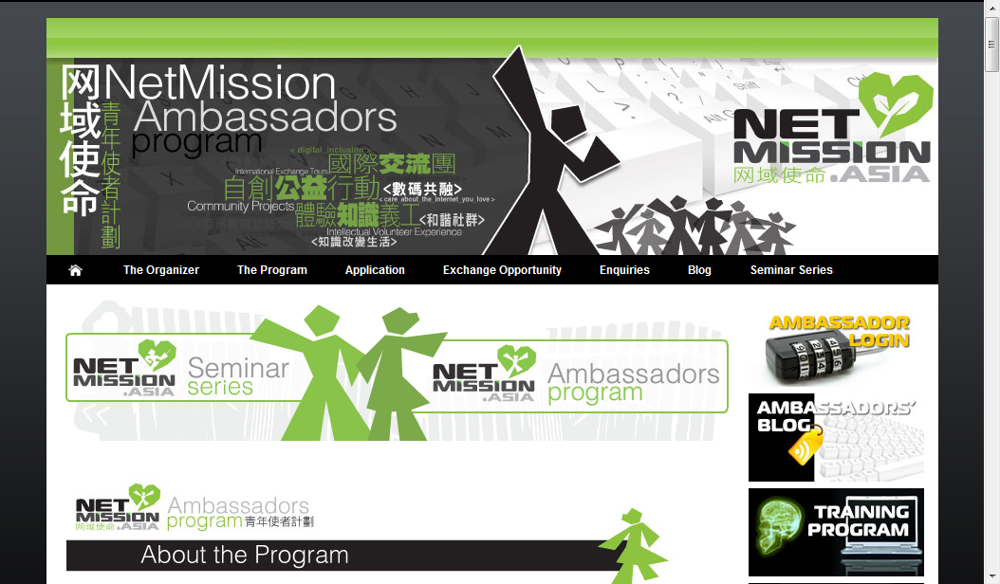 网域使命
NetMission
青年使者計劃
Ambassadors
program
< digital_inclusion >
International Exchange Tours 國際交流團
自創公益行動 <數碼共融>
< care_about_the_internet_you_love >
Community Projects 體驗知識義工 <和諧社群>
Intellectual Volunteer Experience
<知識改變生活>
Shift
Alt Gr
Ctrl
Alt
NET
MISSION
网域使命.ASIA
The Organizer
The Program
Application
Exchange Opportunity
Enquiries
Blog
Seminar Series
NET
MISSION
.ASIA
Seminar
series
NET
MISSION
.ASIA
Ambassadors
program
AMBASSADOR
LOGIN
AMBASSADORS'
BLOG
TRAINING
PROGRAM
NET
MISSION
网域使命.ASIA
Ambassadors
program 青年使者計劃
About the Program